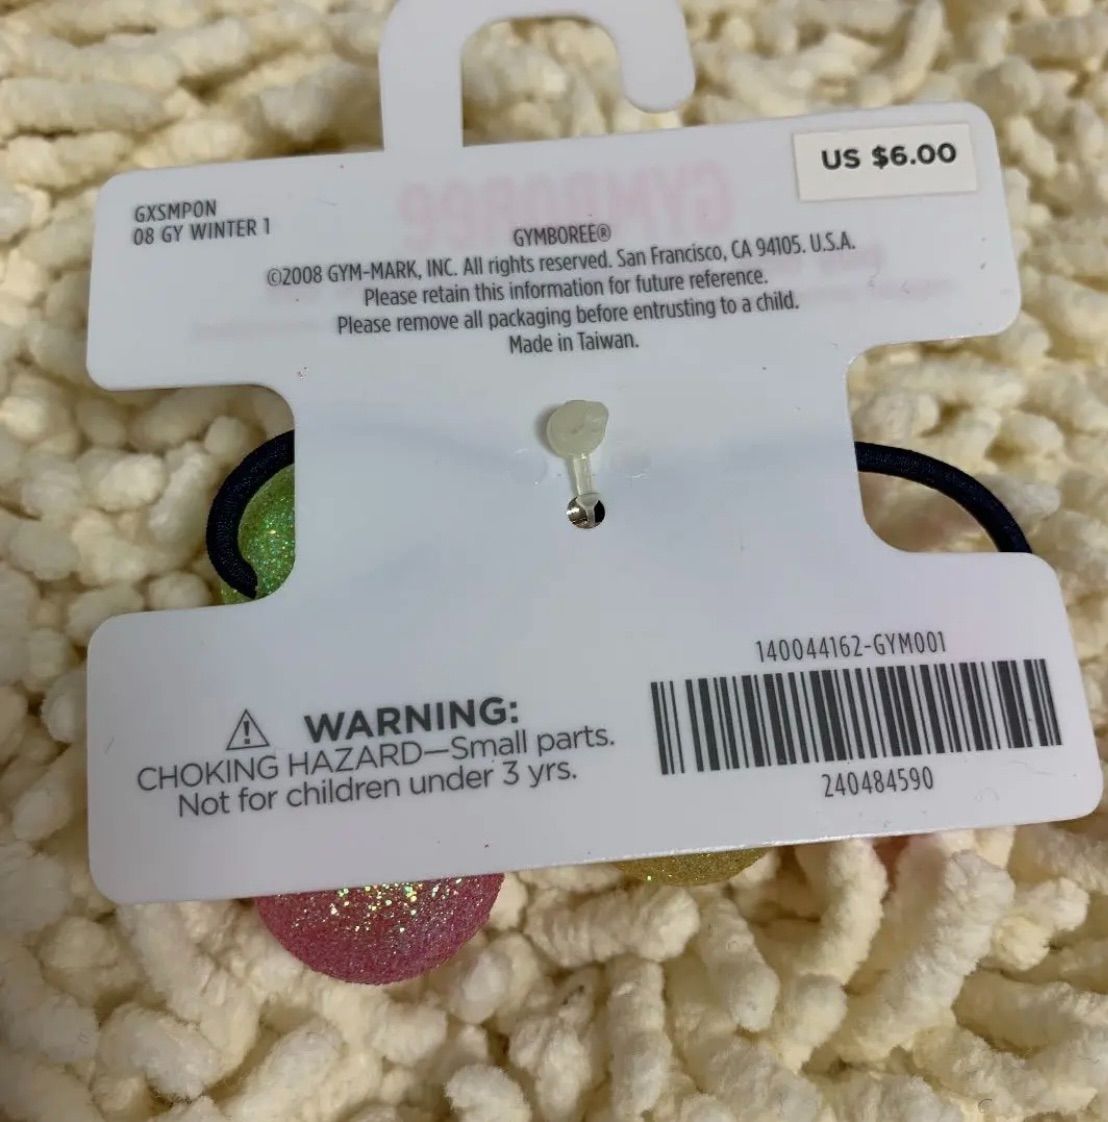 US $6.00
GXSMPON
08 GY WINTER 1
GYMBOREE®
©2008 GYM-MARK, INC. All rights reserved. San Francisco, CA 94105. U.S.A.
Please retain this information for future reference.
Please remove all packaging before entrusting to a child.
Made in Taiwan.
140044162-GYM001
240484590
⚠ WARNING:
CHOKING HAZARD—Small parts.
Not for children under 3 yrs.